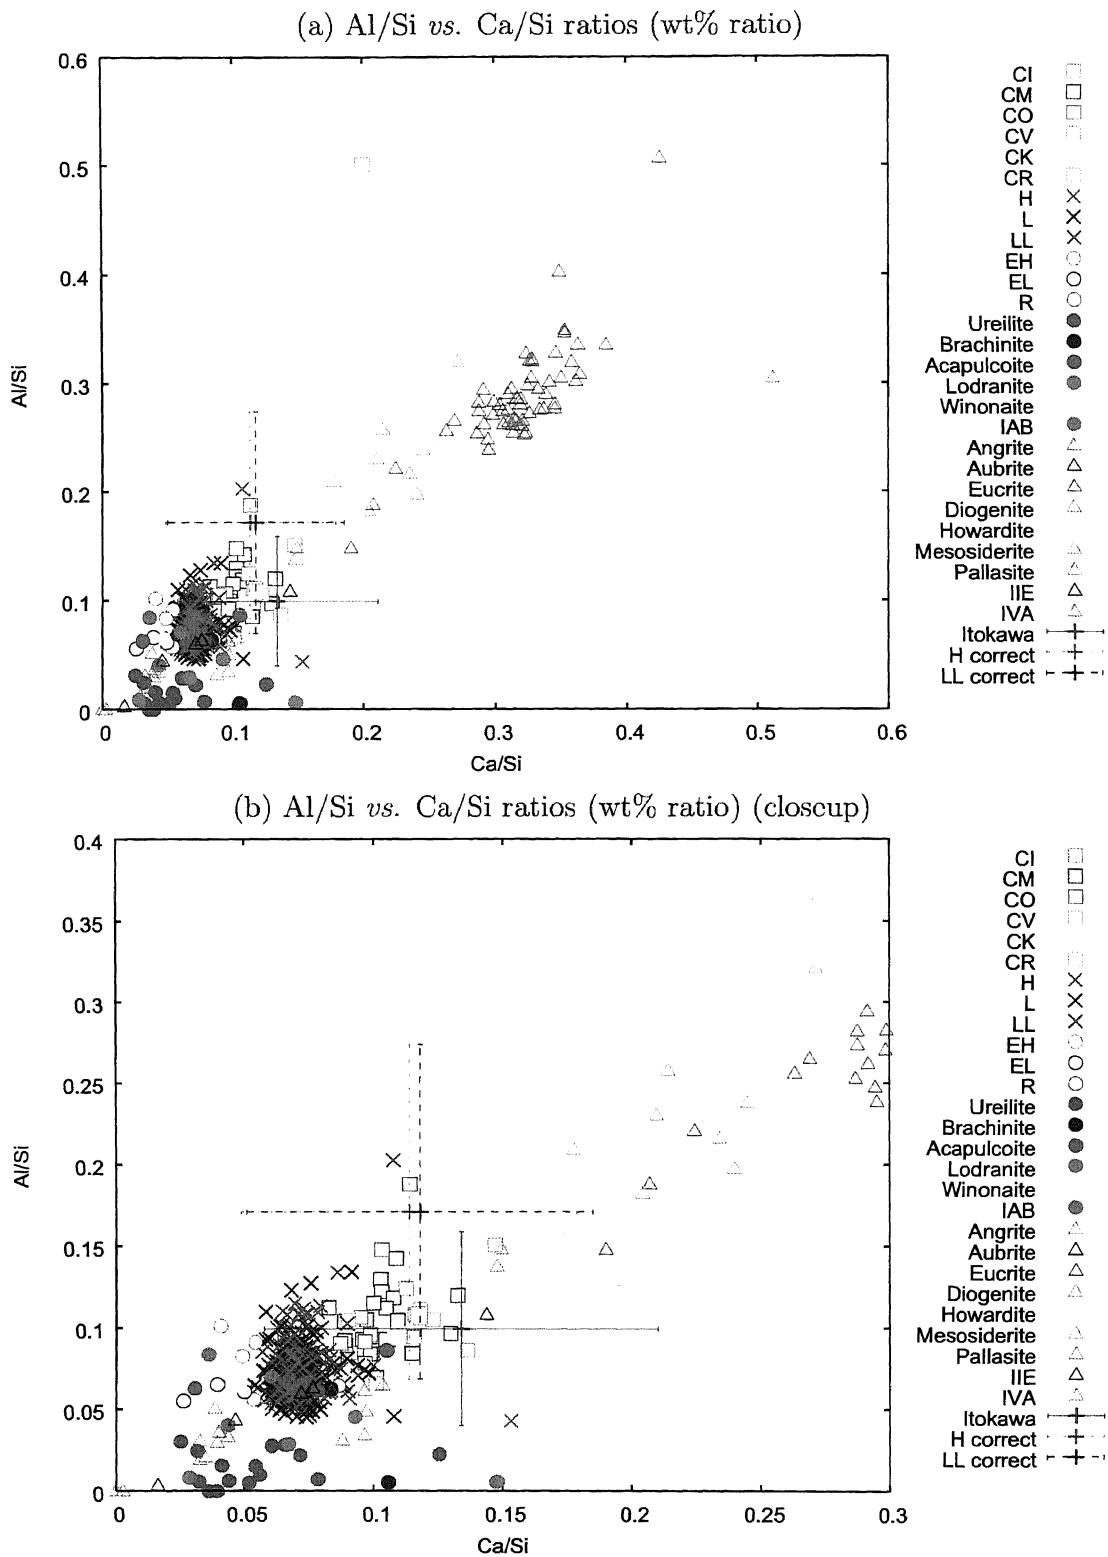 (a) Al/Si vs. Ca/Si ratios (wt% ratio)
0.6
0.5
0.4
0.3
0.2
0.1
0
Al/Si
0 0.1 0.2 0.3 0.4 0.5 0.6
Ca/Si
CI
CM
CO
CV
CK
CR
H
L
LL
EH
EL
R
Ureilite
Brachinite
Acapulcoite
Lodranite
Winonaite
IAB
Angrite
Aubrite
Eucrite
Diogenite
Howardite
Mesosiderite
Pallasite
IIE
IVA
Itokawa
H correct
LL correct
(b) Al/Si vs. Ca/Si ratios (wt% ratio) (closcup)
0.4
0.35
0.3
0.25
0.2
0.15
0.1
0.05
0
Al/Si
0 0.05 0.1 0.15 0.2 0.25 0.3
Ca/Si
CI
CM
CO
CV
CK
CR
H
L
LL
EH
EL
R
Ureilite
Brachinite
Acapulcoite
Lodranite
Winonaite
IAB
Angrite
Aubrite
Eucrite
Diogenite
Howardite
Mesosiderite
Pallasite
IIE
IVA
Itokawa
H correct
LL correct